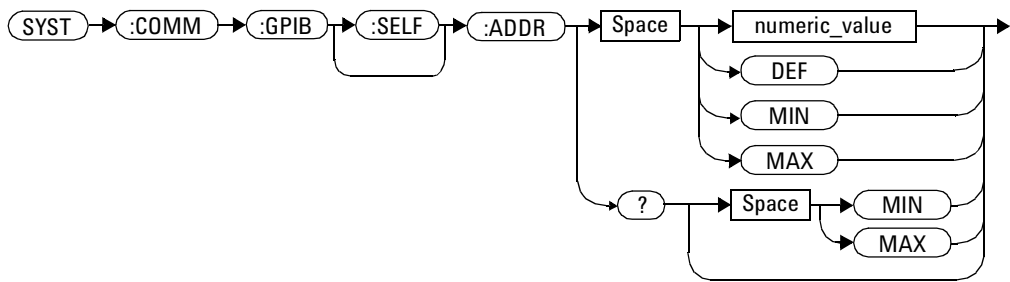 SYST :COMM :GPIB :SELF :ADDR Space numeric_value
DEF
MIN
MAX
? Space MIN
MAX